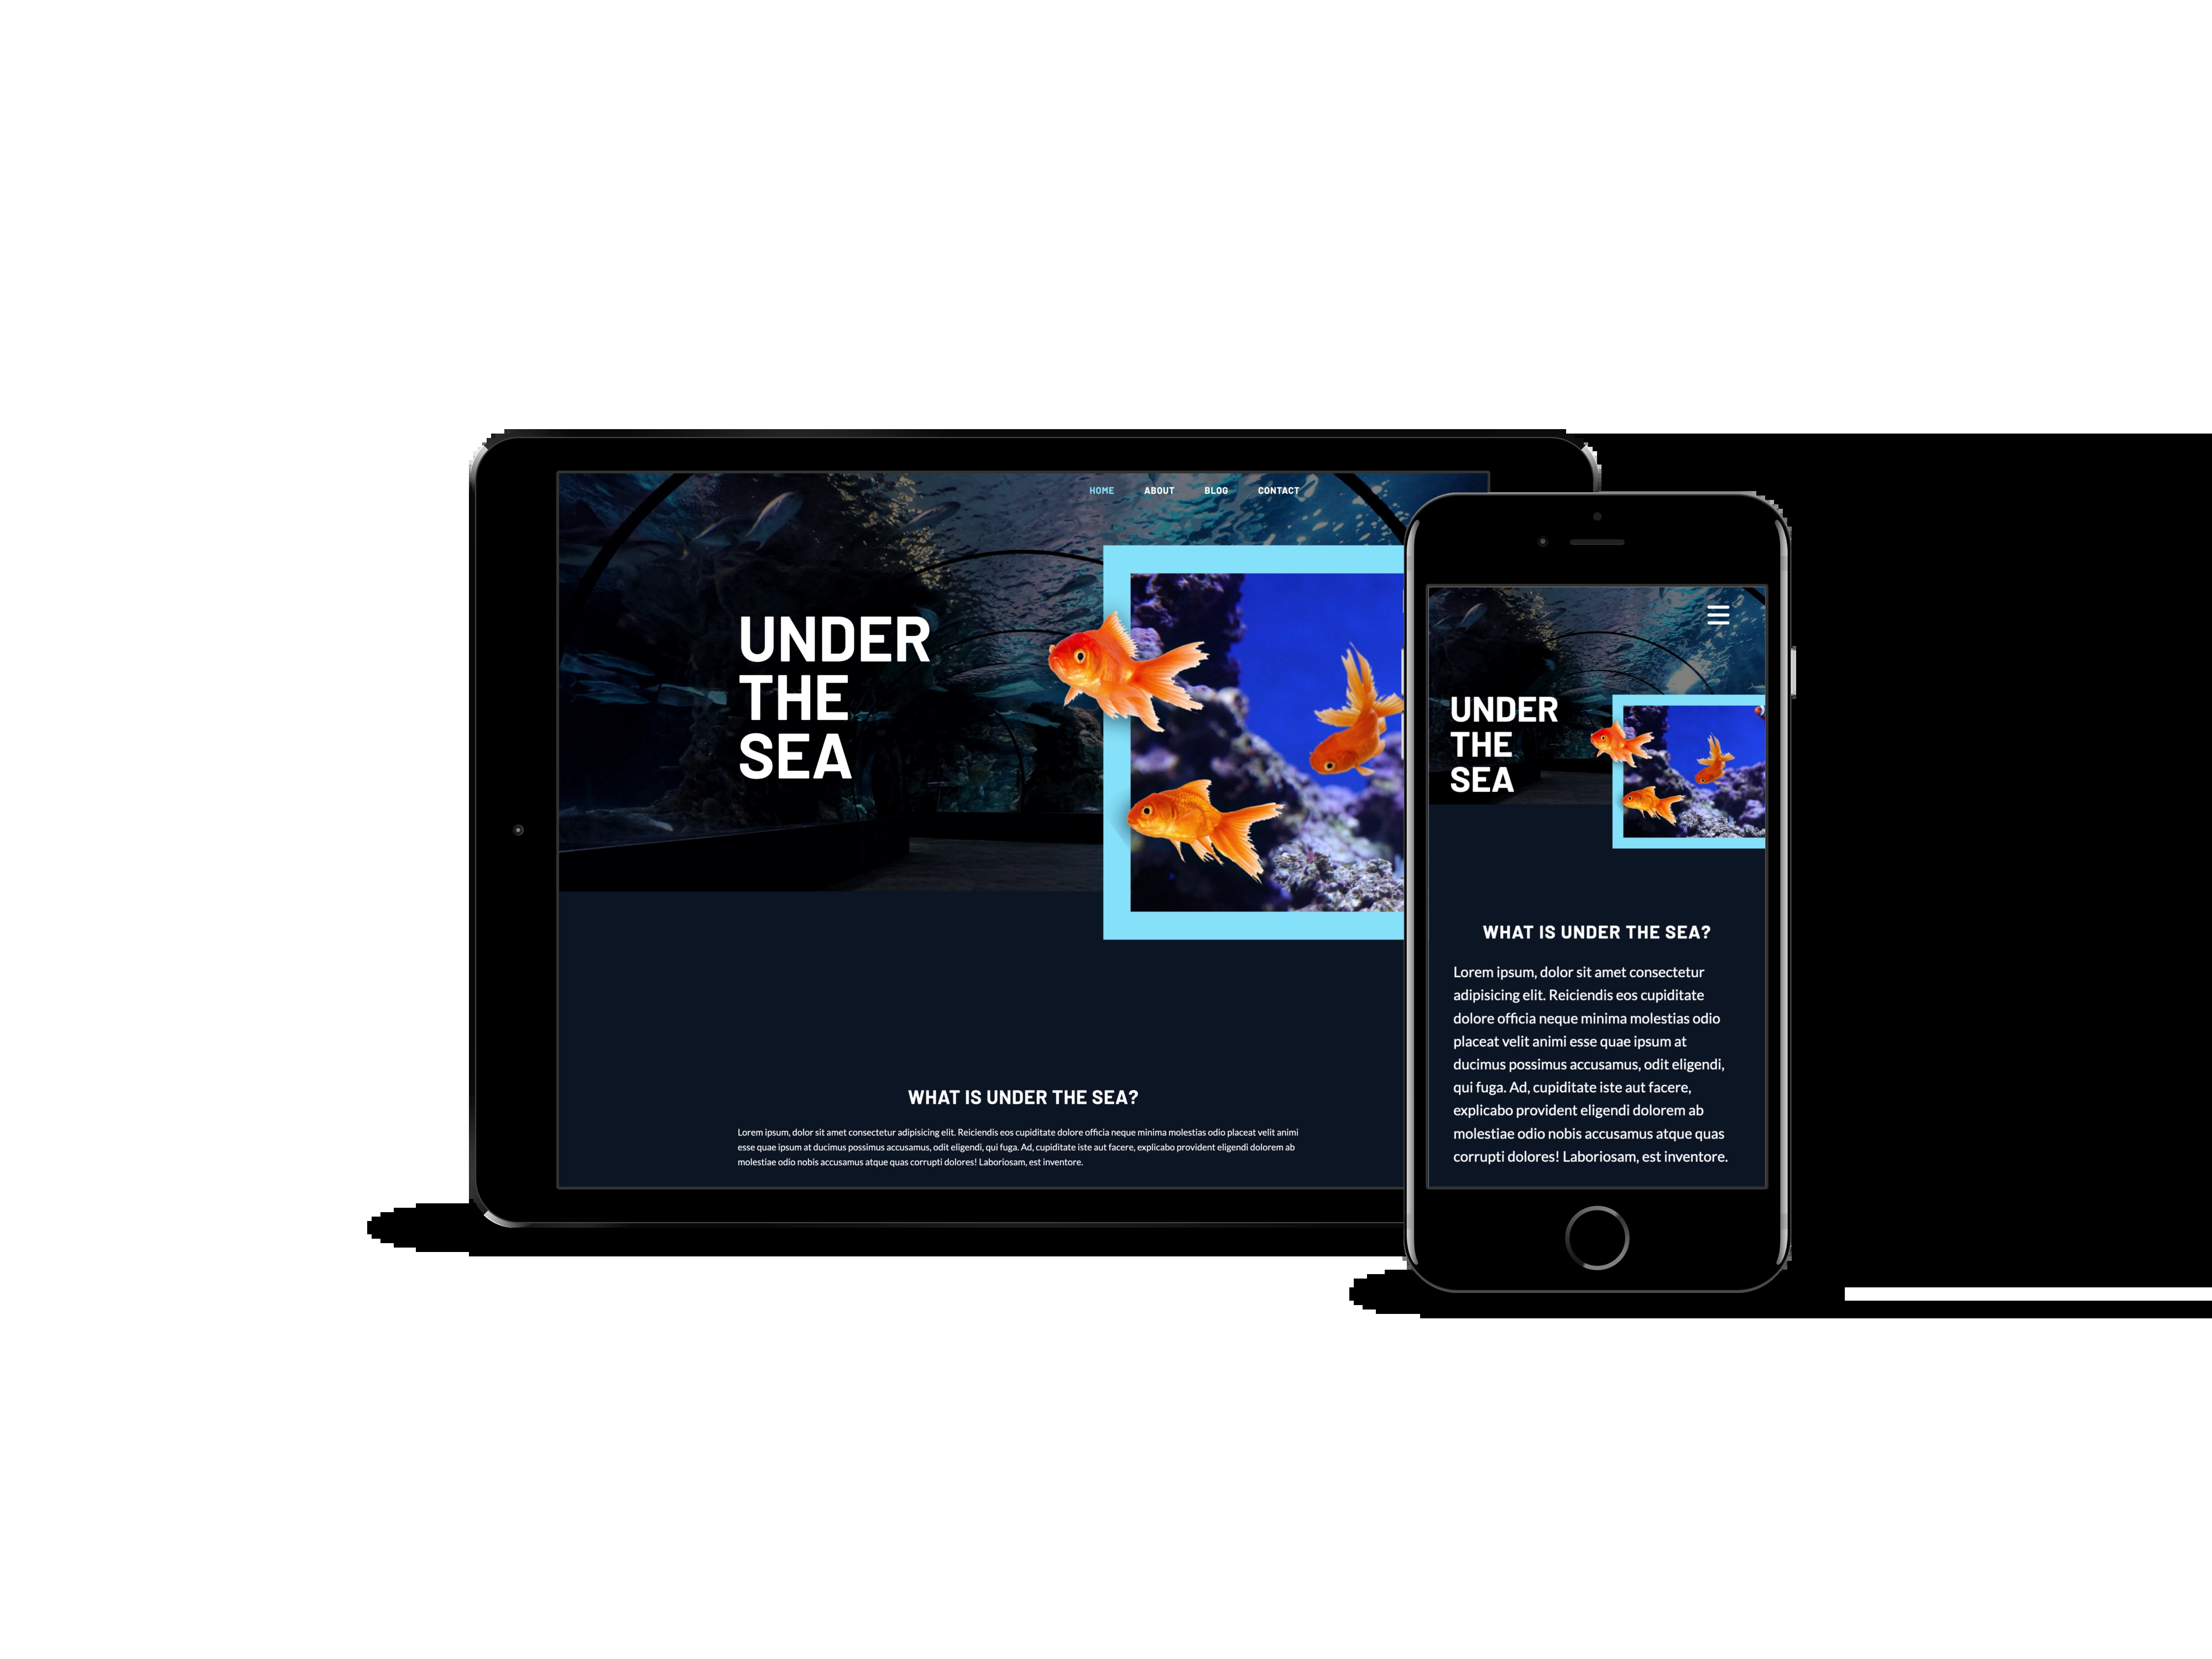 HOME ABOUT BLOG CONTACT
UNDER
THE
SEA
WHAT IS UNDER THE SEA?
Lorem ipsum, dolor sit amet consectetur adipisicing elit. Reiciendis eos cupiditate dolore officia neque minima molestias odio placeat velit animi
esse quae ipsum at ducimus possimus accusamus, odit eligendi, qui fuga. Ad, cupiditate iste aut facere, explicabo provident eligendi dolorem ab
molestiae odio nobis accusamus atque quas corrupti dolores! Laboriosam, est inventore.
UNDER
THE
SEA
WHAT IS UNDER THE SEA?
Lorem ipsum, dolor sit amet consectetur
adipisicing elit. Reiciendis eos cupiditate
dolore officia neque minima molestias odio
placeat velit animi esse quae ipsum at
ducimus possimus accusamus, odit eligendi,
qui fuga. Ad, cupiditate iste aut facere,
explicabo provident eligendi dolorem ab
molestiae odio nobis accusamus atque quas
corrupti dolores! Laboriosam, est inventore.